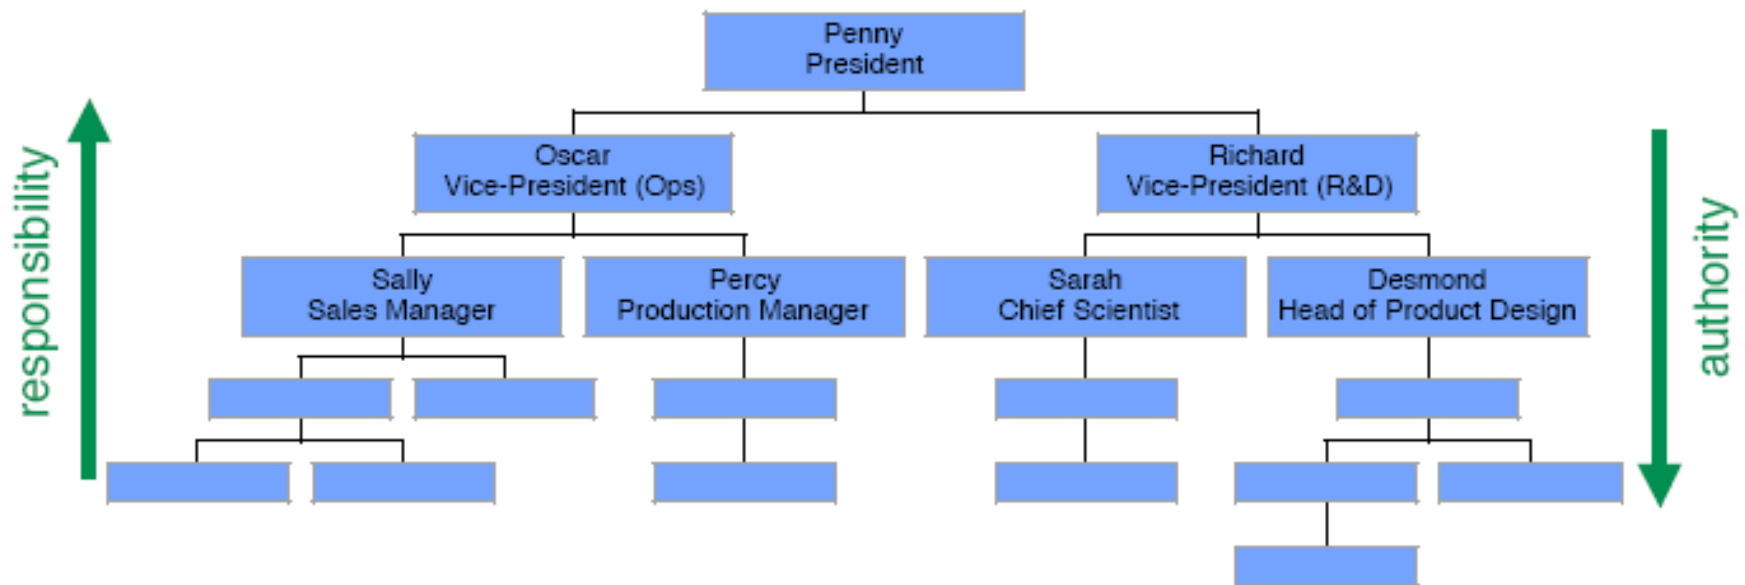 Penny
President
responsibility
authority
Oscar
Vice-President (Ops)
Richard
Vice-President (R&D)
Sally
Sales Manager
Percy
Production Manager
Sarah
Chief Scientist
Desmond
Head of Product Design